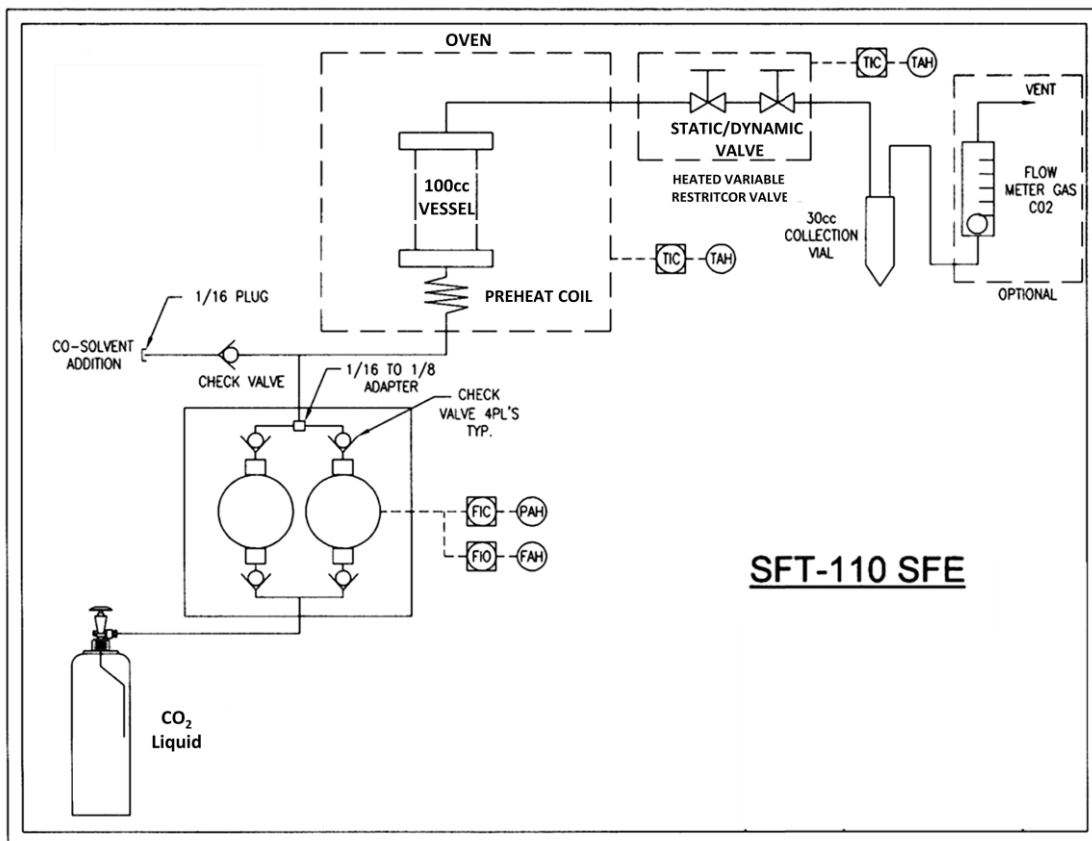 OVEN
TIC
TAH
VENT
STATIC/DYNAMIC
VALVE
HEATED VARIABLE
RESTRITCOR VALVE
FLOW
METER GAS
CO2
100cc
VESSEL
30cc
COLLECTION
VIAL
TIC
TAH
OPTIONAL
PREHEAT COIL
1/16 PLUG
CO-SOLVENT
ADDITION
CHECK VALVE
1/16 TO 1/8
ADAPTER
CHECK
VALVE 4PL'S
TYP.
FIC
PAH
FIO
FAH
SFT-110 SFE
CO₂
Liquid